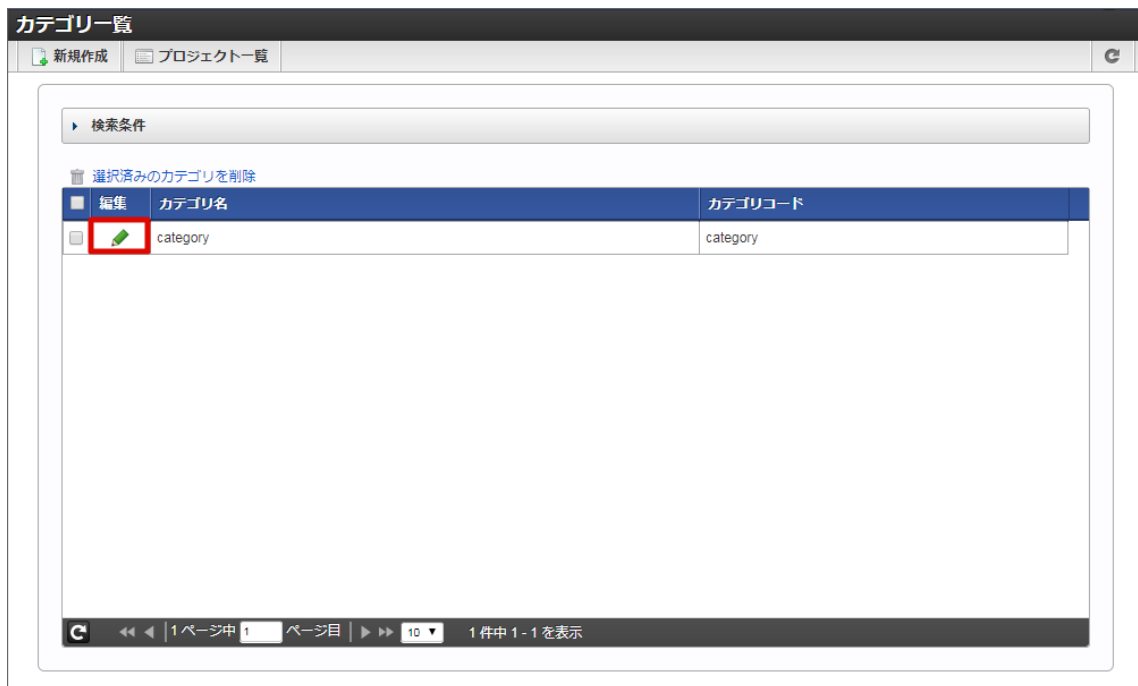 カテゴリ一覧
新規作成 プロジェクト一覧
検索条件
選択済みのカテゴリを削除
編集 カテゴリ名 カテゴリコード
category category
1 ページ中 1 ページ目 10 1 件中 1 - 1 を表示